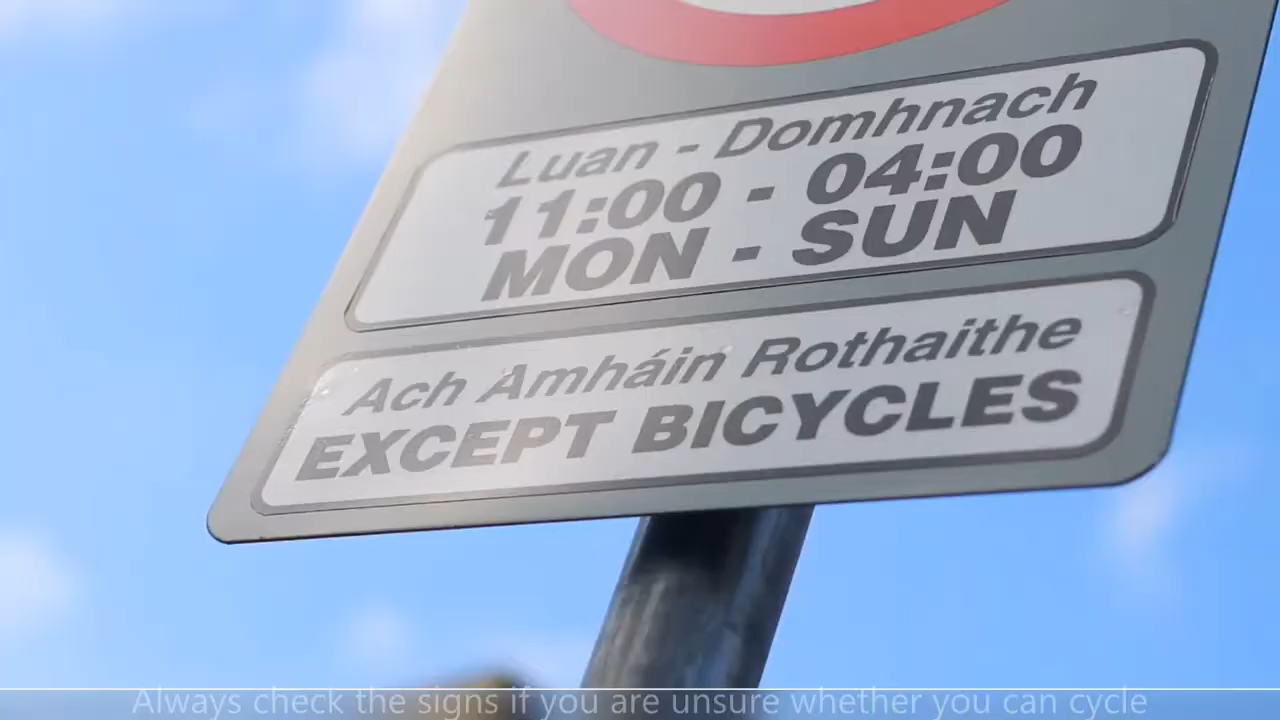 Luan - Domhnach
11:00 - 04:00
MON - SUN
Ach Amháin Rothaithe
EXCEPT BICYCLES
Always check the signs if you are unsure whether you can cycle